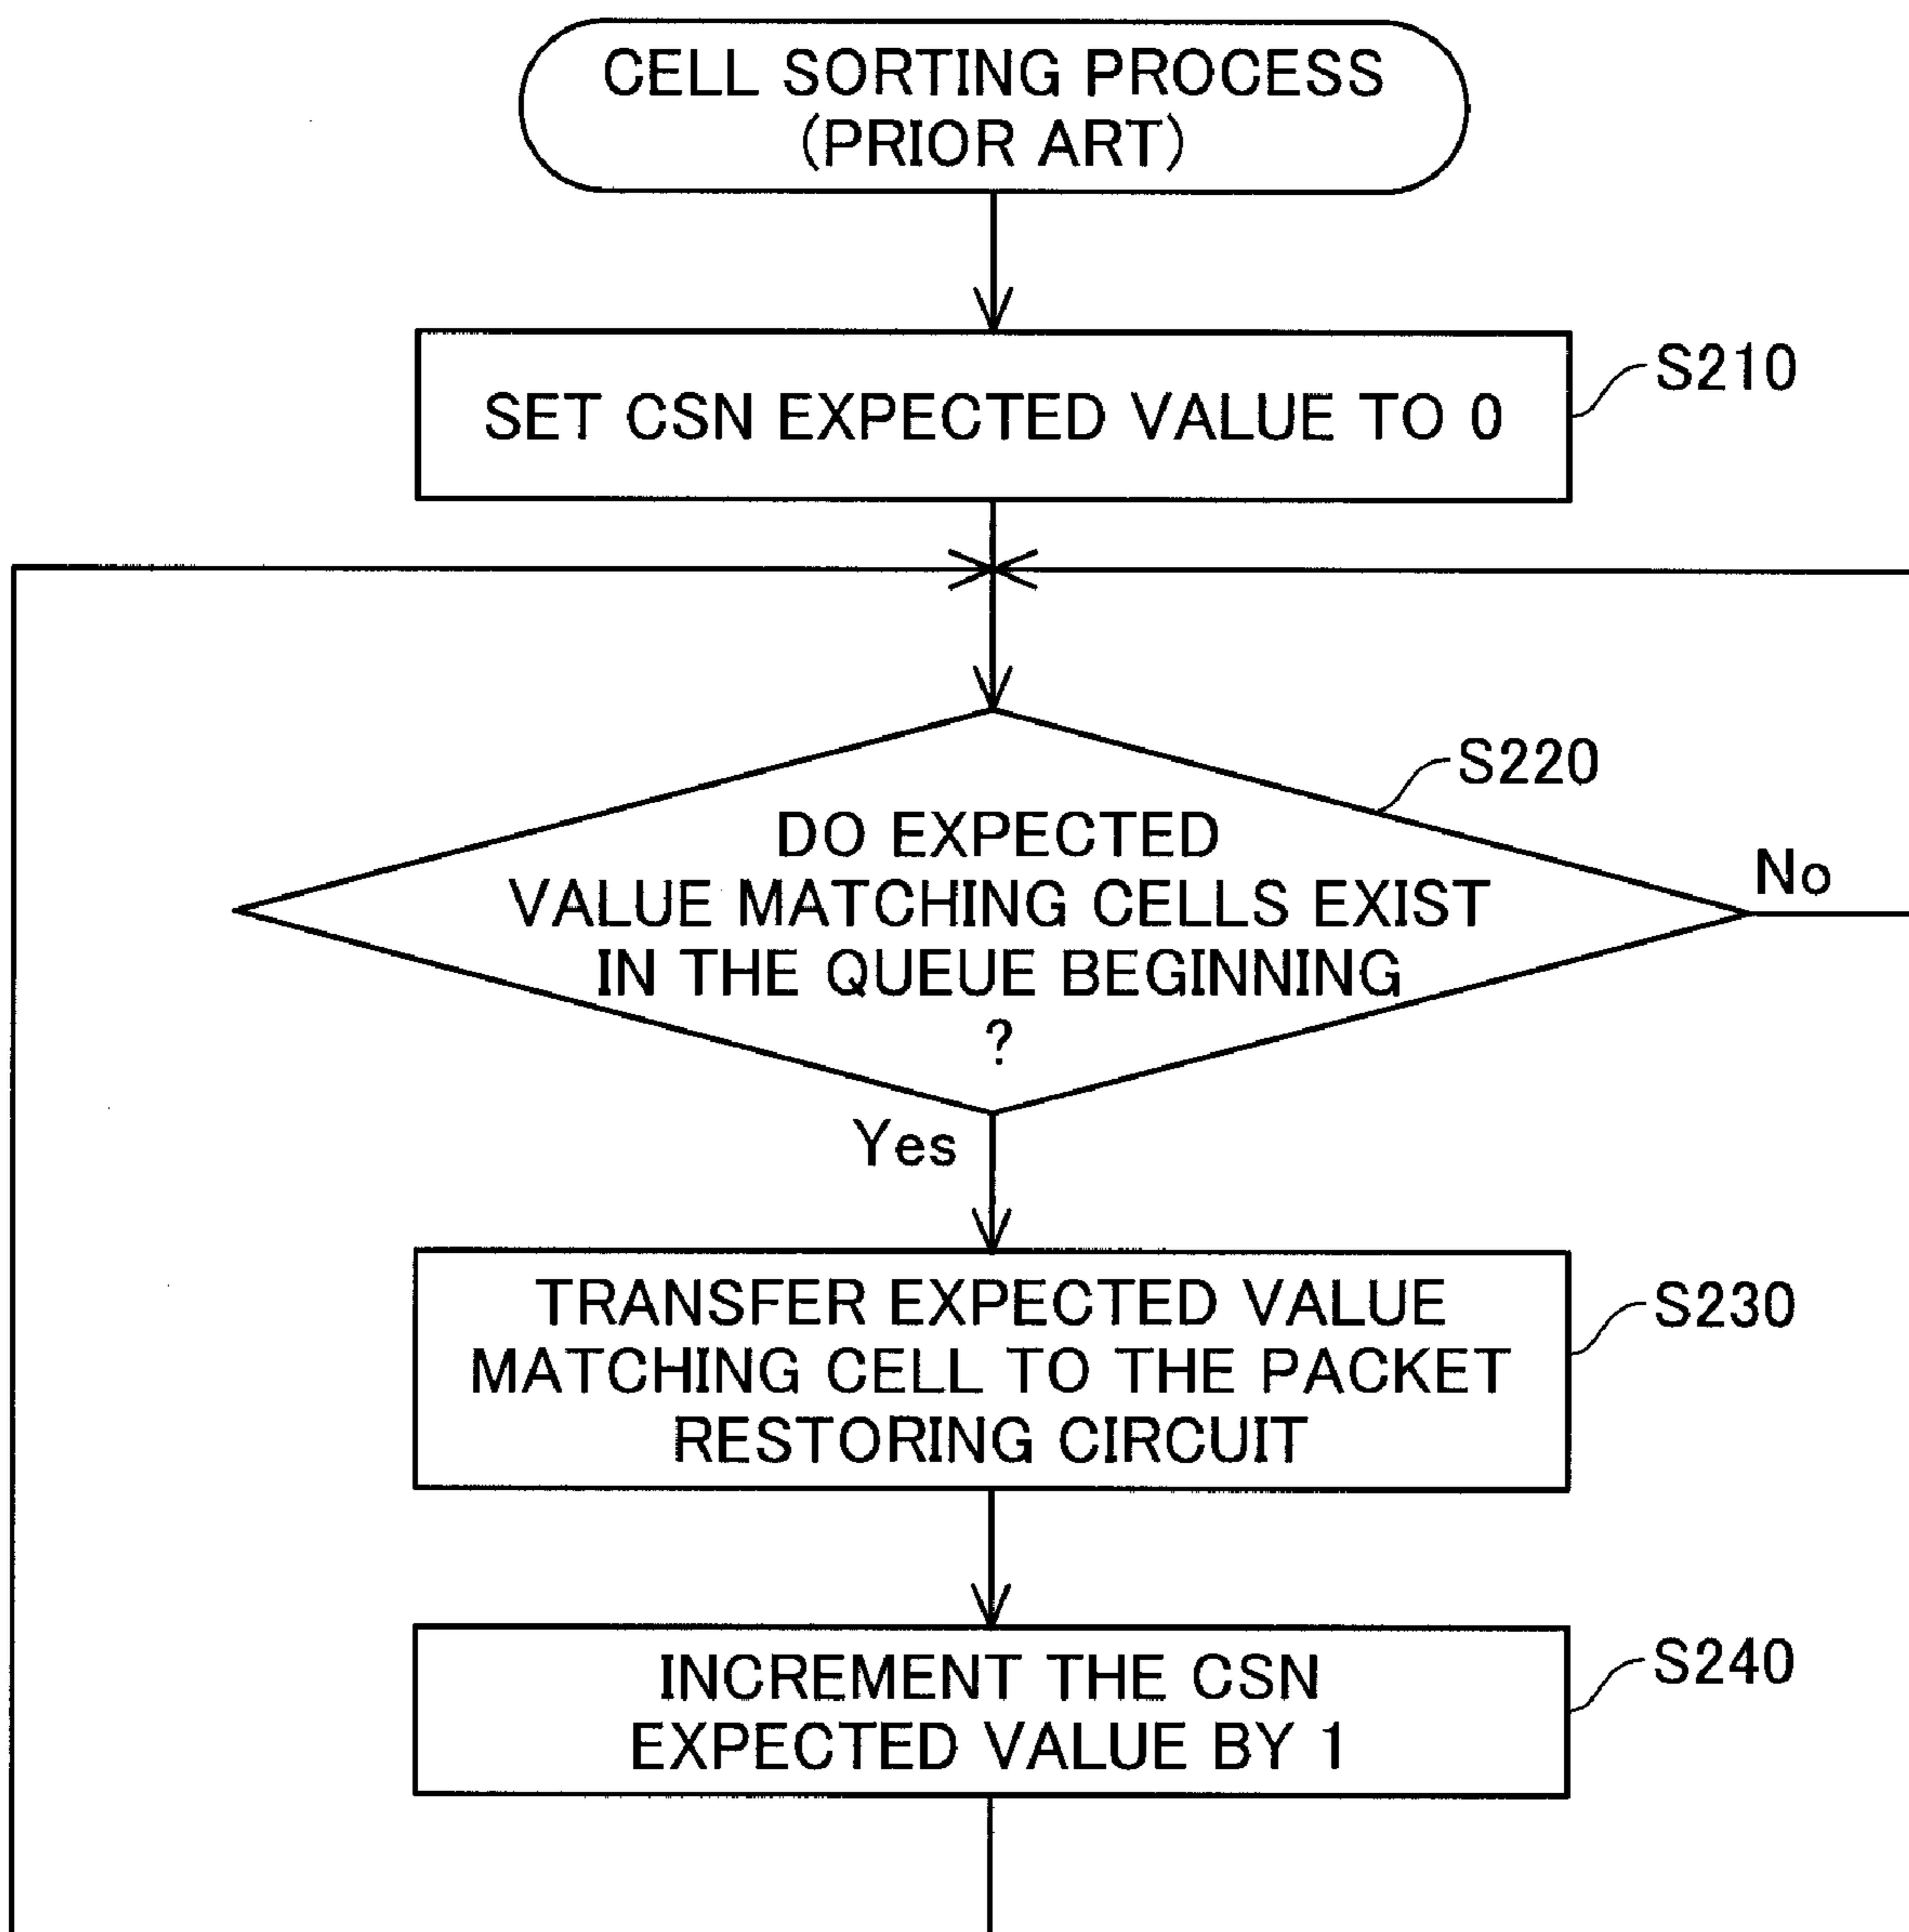 CELL SORTING PROCESS
(PRIOR ART)
S210
SET CSN EXPECTED VALUE TO 0
S220
DO EXPECTED
VALUE MATCHING CELLS EXIST
IN THE QUEUE BEGINNING
?
No
Yes
TRANSFER EXPECTED VALUE
MATCHING CELL TO THE PACKET
RESTORING CIRCUIT
S230
INCREMENT THE CSN
EXPECTED VALUE BY 1
S240